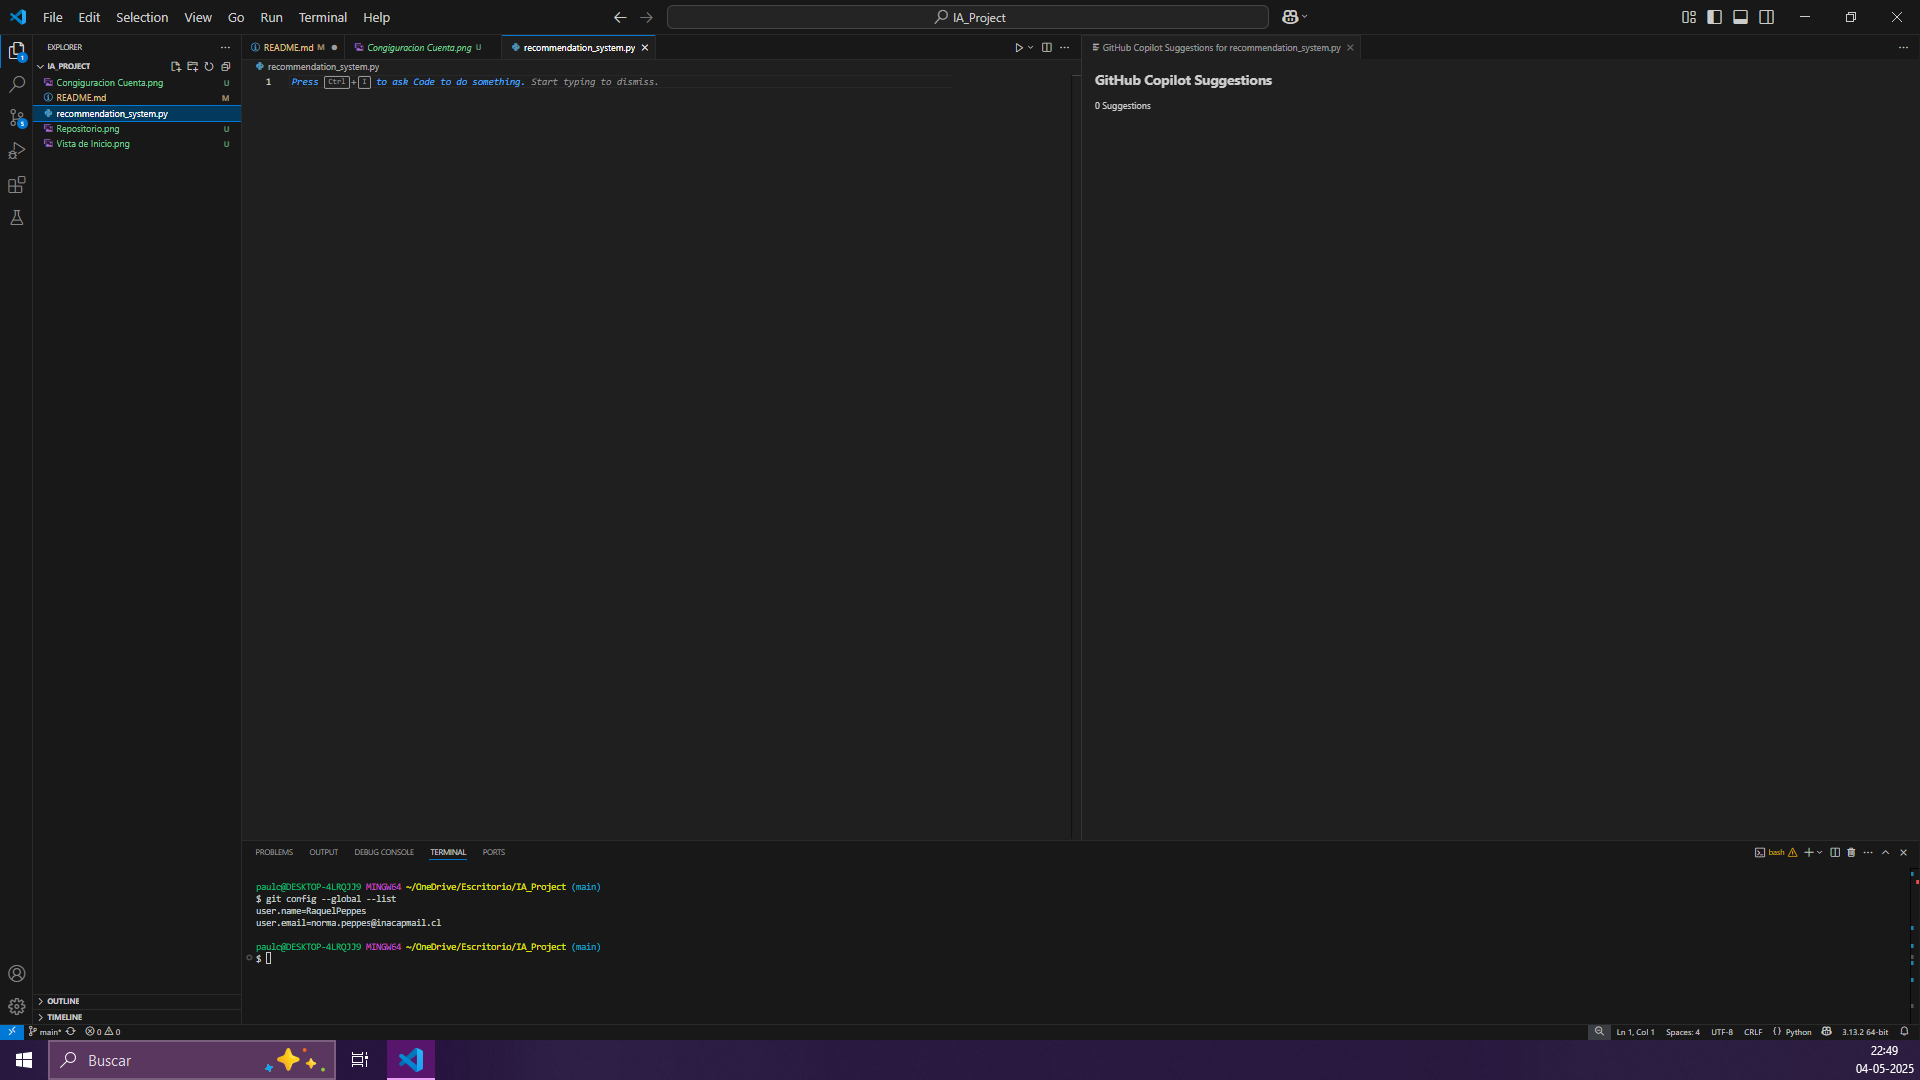 File Edit Selection View Go Run Terminal Help
IA_Project
EXPLORER
IA_PROJECT
Congiguracion Cuenta.png U
README.md M
recommendation_system.py
Repositorio.png U
Vista de Inicio.png U
OUTLINE
TIMELINE
README.md M
Congiguracion Cuenta.png U
recommendation_system.py
recommendation_system.py
1 Press Ctrl + I to ask Code to do something. Start typing to dismiss.
GitHub Copilot Suggestions for recommendation_system.py
GitHub Copilot Suggestions
0 Suggestions
PROBLEMS OUTPUT DEBUG CONSOLE TERMINAL PORTS
bash
paulc@DESKTOP-4LRQJJ9 MINGW64 ~/OneDrive/Escritorio/IA_Project (main)
$ git config --global --list
user.name=RaquelPeppes
user.email=norma.peppes@inacapmail.cl
paulc@DESKTOP-4LRQJJ9 MINGW64 ~/OneDrive/Escritorio/IA_Project (main)
$
main* 0 0
Ln 1, Col 1 Spaces: 4 UTF-8 CRLF {} Python 3.13.2 64-bit
Buscar
22:49
04-05-2025